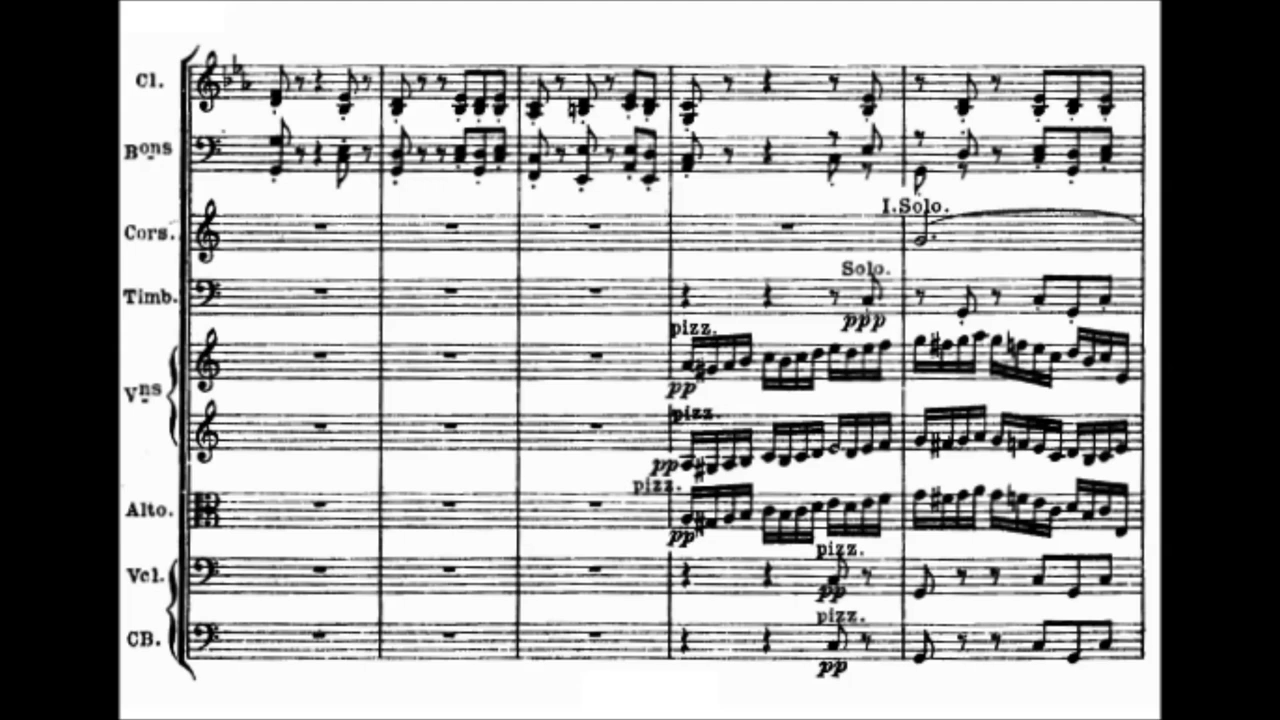 Cl.
Bons
I.Solo.
Cors.
Solo.
Timb.
ppp
pizz.
pp
Vns
pizz.
pp
pizz.
Alto.
pp
pizz.
Vcl.
pp
pizz.
CB.
pp